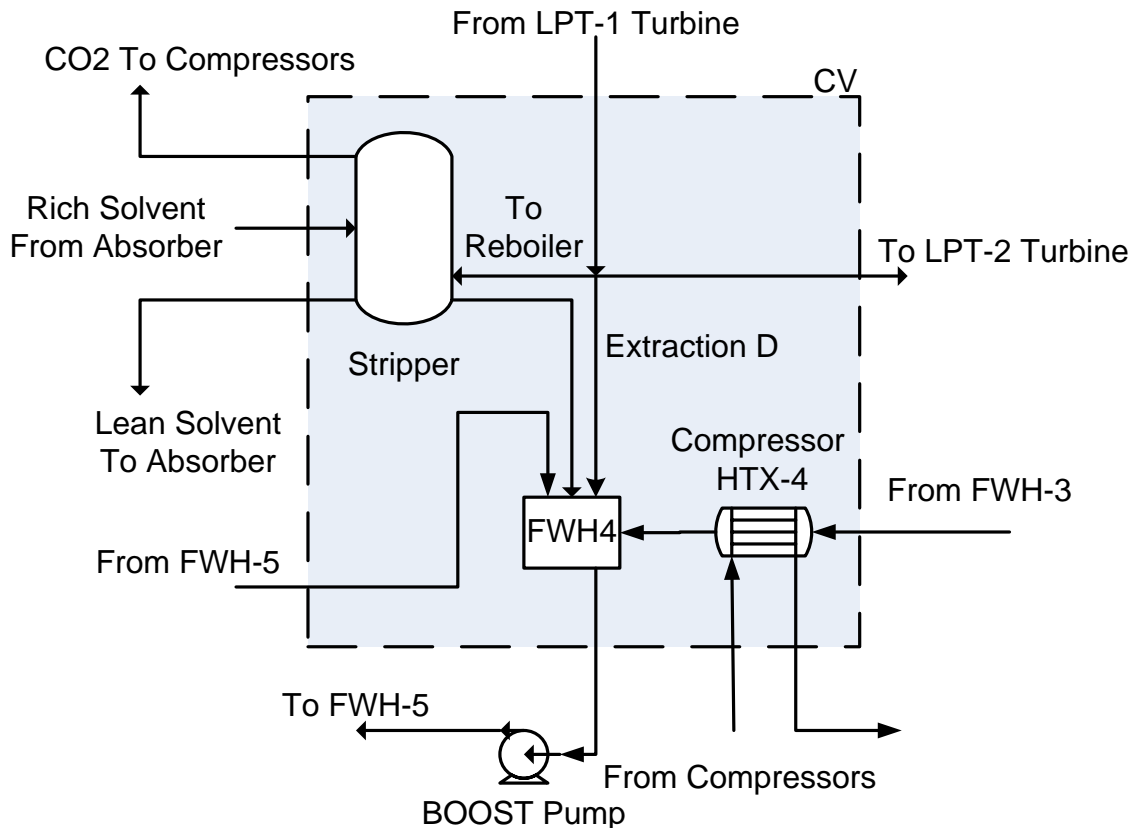 From LPT-1 Turbine
CO2 To Compressors
CV
Rich Solvent
From Absorber
To
Reboiler
To LPT-2 Turbine
Extraction D
Stripper
Lean Solvent
To Absorber
Compressor
HTX-4
From FWH-3
FWH4
From FWH-5
To FWH-5
From Compressors
BOOST Pump